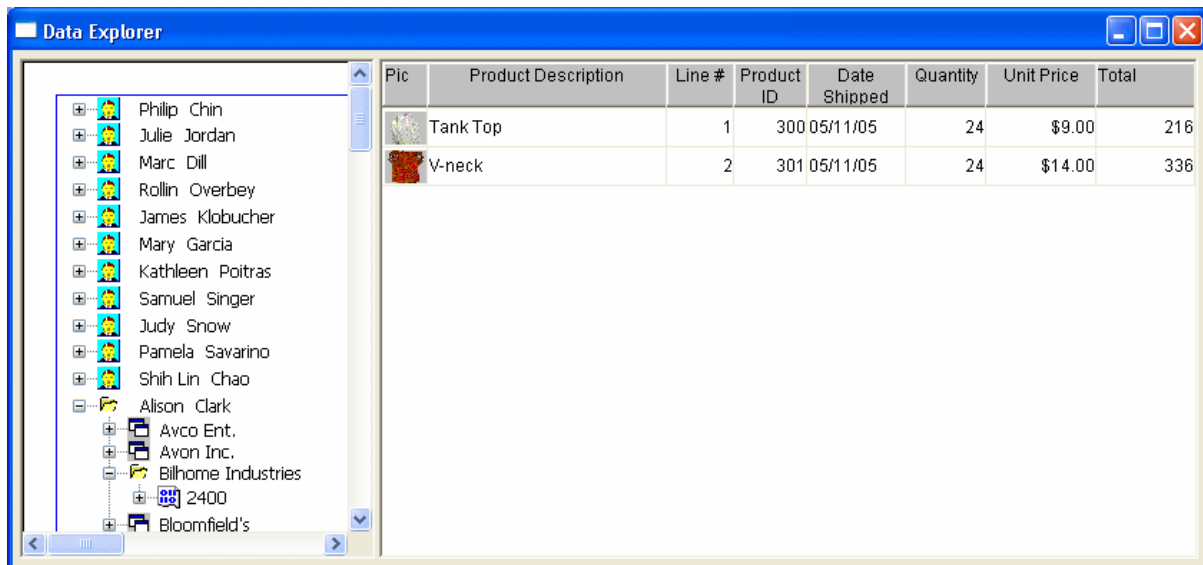 Data Explorer
Philip Chin
Julie Jordan
Marc Dill
Rollin Overbey
James Klobucher
Mary Garcia
Kathleen Poitras
Samuel Singer
Judy Snow
Pamela Savarino
Shih Lin Chao
Alison Clark
Avco Ent.
Avon Inc.
Bilhome Industries
2400
Bloomfield's
Pic Product Description Line # Product ID Date Shipped Quantity Unit Price Total
Tank Top 1 300 05/11/05 24 $9.00 216
V-neck 2 301 05/11/05 24 $14.00 336